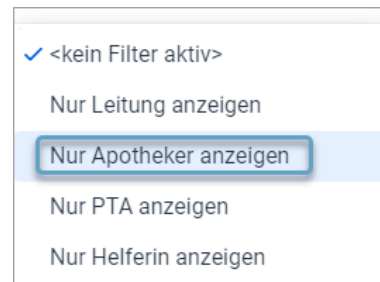 <kein Filter aktiv>
Nur Leitung anzeigen
Nur Apotheker anzeigen
Nur PTA anzeigen
Nur Helferin anzeigen